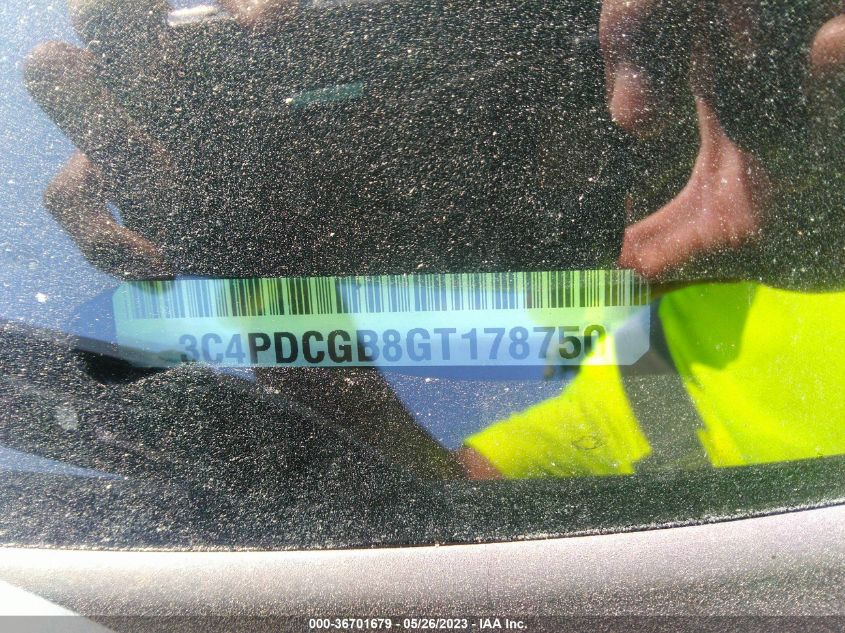 3C4PDCGB8GT178750
000-36701679 - 05/26/2023 - IAA Inc.